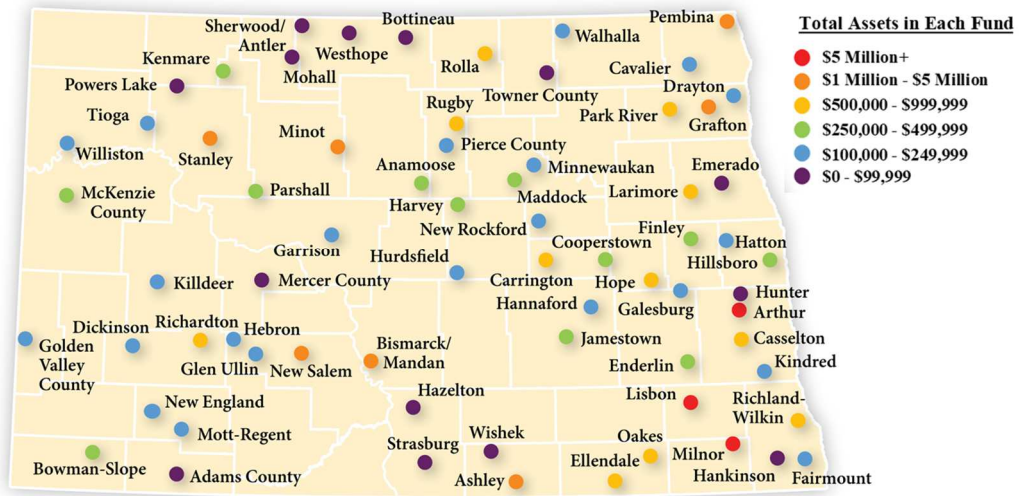 Total Assets in Each Fund
$5 Million+
$1 Million - $5 Million
$500,000 - $999,999
$250,000 - $499,999
$100,000 - $249,999
$0 - $99,999
Sherwood/
Antler
Bottineau
Westhope
Mohall
Kenmare
Powers Lake
Tioga
Williston
Stanley
Minot
McKenzie
County
Parshall
Rolla
Walhalla
Pembina
Cavalier
Towner County
Drayton
Park River
Grafton
Rugby
Pierce County
Minnewaukan
Anamoose
Maddock
Harvey
Emerado
Larimore
New Rockford
Garrison
Hurdsfield
Cooperstown
Finley
Hatton
Hillsboro
Carrington
Hope
Killdeer
Mercer County
Hannaford
Galesburg
Hunter
Arthur
Dickinson
Richardton
Hebron
Golden
Valley
County
Glen Ullin
New Salem
Bismarck/
Mandan
Jamestown
Casselton
Enderlin
Kindred
New England
Hazelton
Lisbon
Richland-
Wilkin
Mott-Regent
Strasburg
Wishek
Oakes
Bowman-Slope
Adams County
Ashley
Ellendale
Milnor
Hankinson
Fairmount